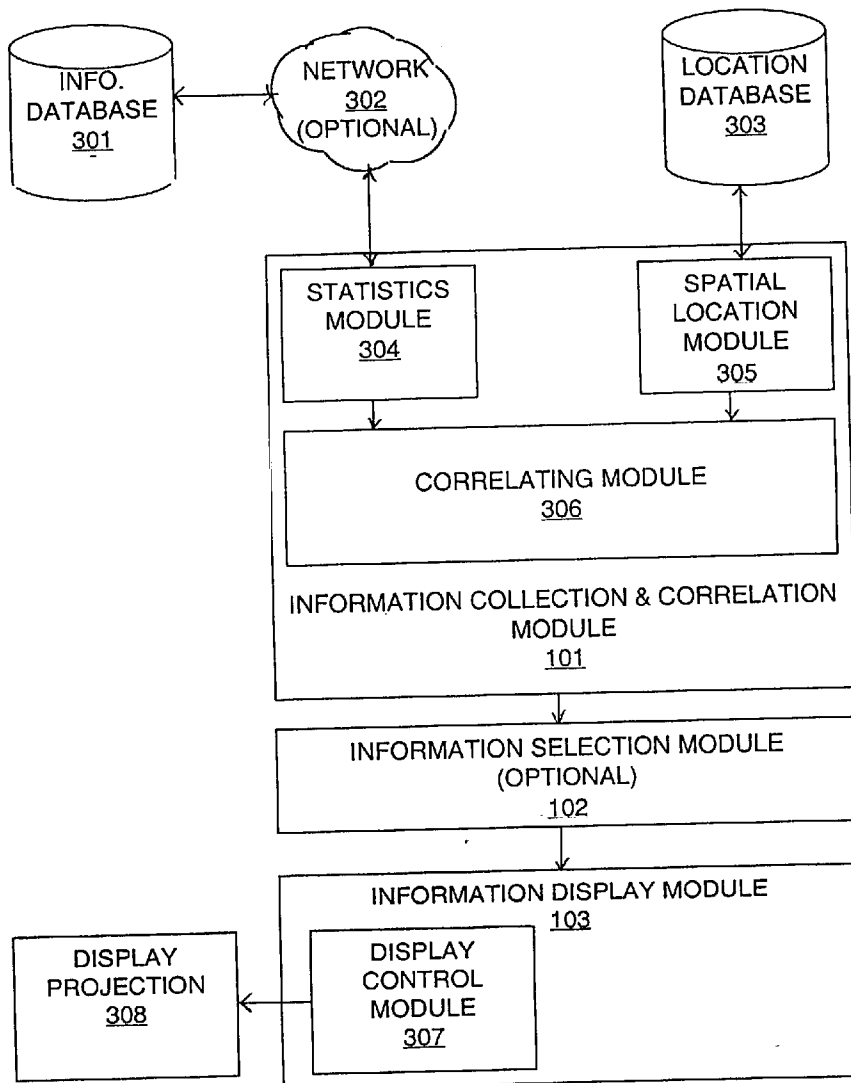 INFO.
DATABASE
301
NETWORK
302
(OPTIONAL)
LOCATION
DATABASE
303
STATISTICS
MODULE
304
SPATIAL
LOCATION
MODULE
305
CORRELATING MODULE
306
INFORMATION COLLECTION & CORRELATION
MODULE
101
INFORMATION SELECTION MODULE
(OPTIONAL)
102
INFORMATION DISPLAY MODULE
103
DISPLAY
PROJECTION
308
DISPLAY
CONTROL
MODULE
307